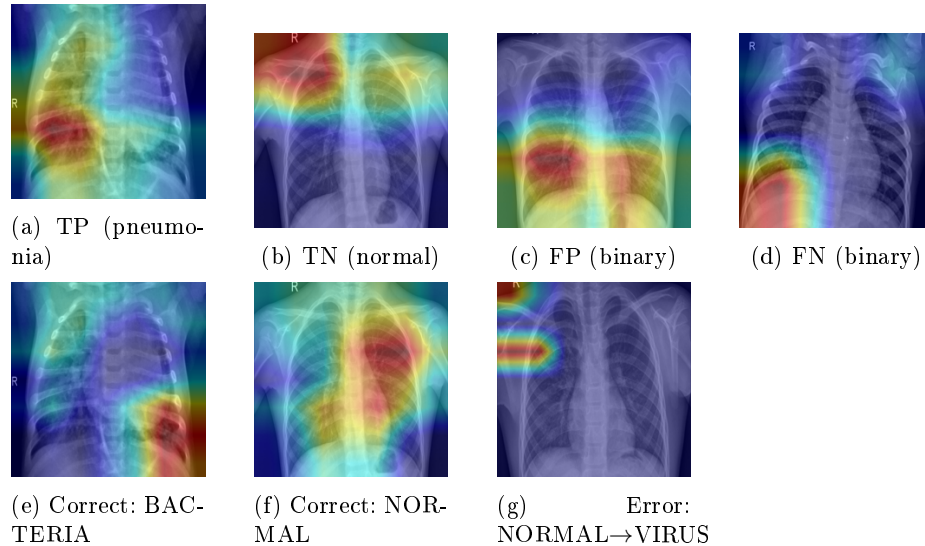 R
R
R
R
(a) TP (pneumo-
nia)
(b) TN (normal)
(c) FP (binary)
(d) FN (binary)
R
R
R
(e) Correct: BAC-
TERIA
(f) Correct: NOR-
MAL
(g) Error:
NORMAL→VIRUS